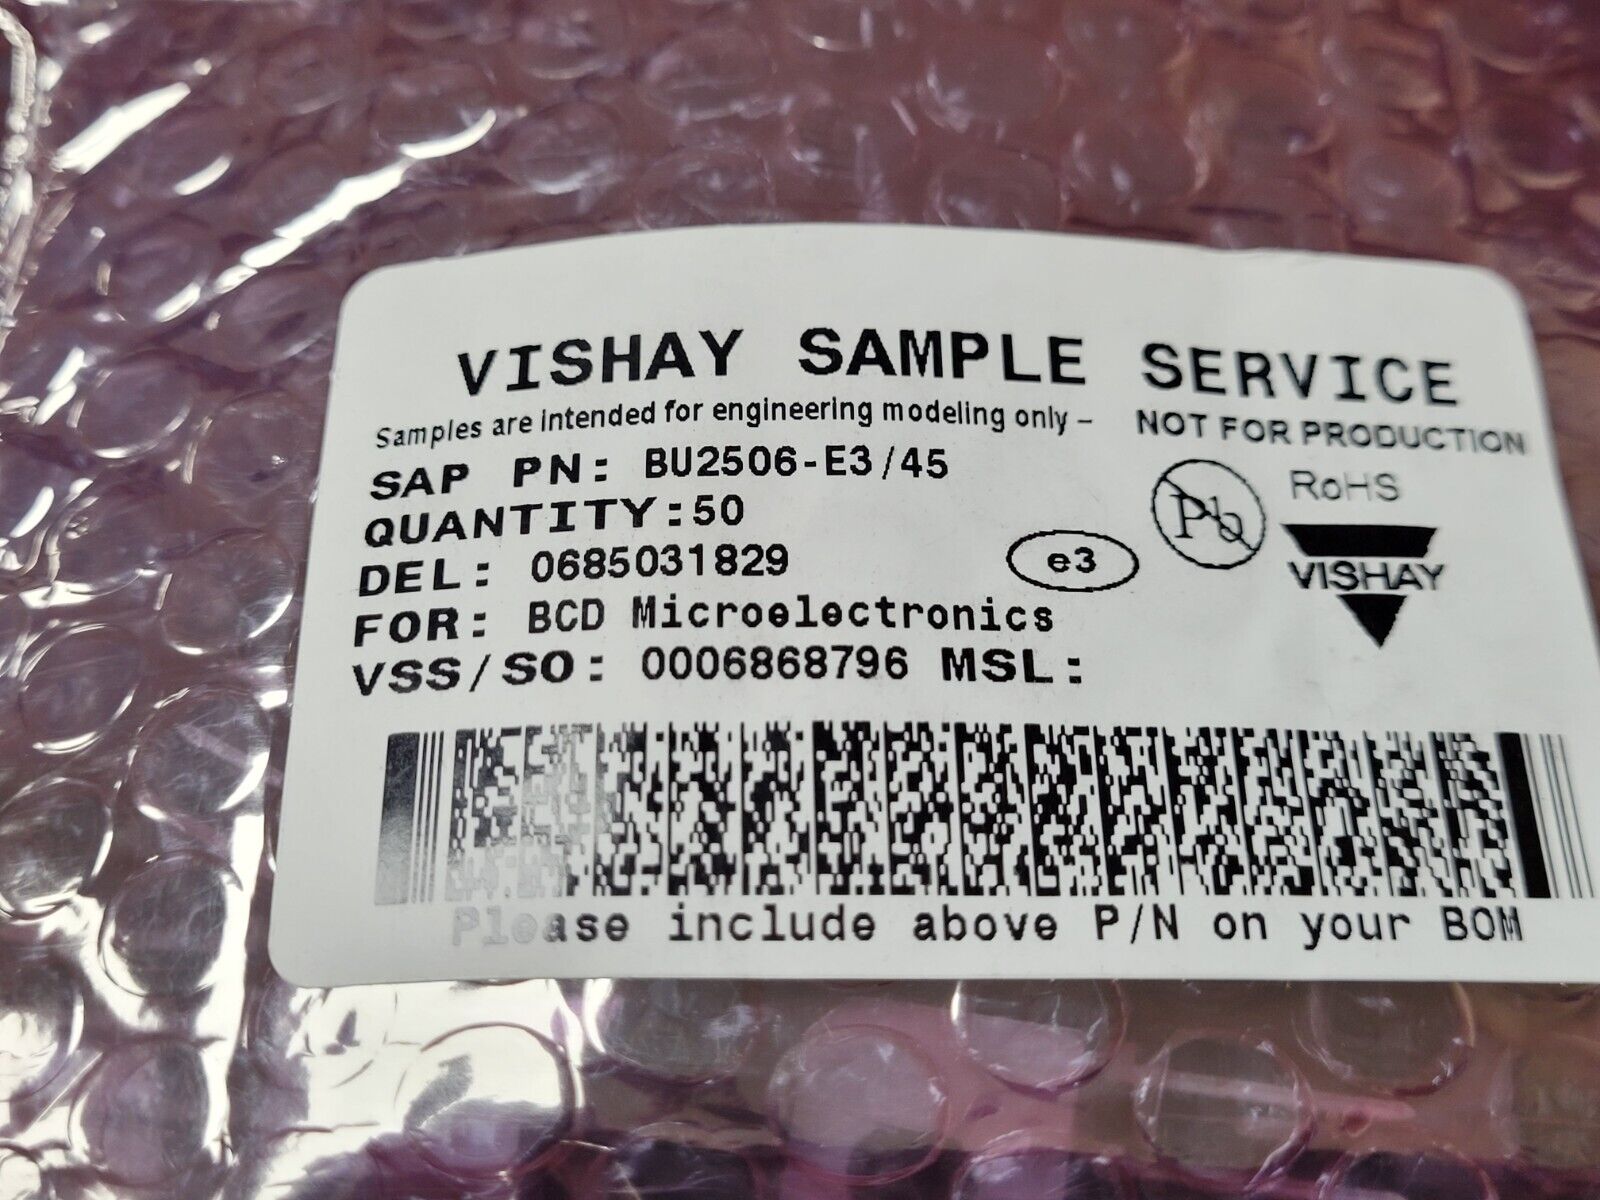 VISHAY SAMPLE SERVICE
Samples are intended for engineering modeling only – NOT FOR PRODUCTION
SAP PN: BU2506-E3/45
QUANTITY:50
DEL: 0685031829
FOR: BCD Microelectronics
VSS/SO: 0006868796 MSL:
e3
Pb
RoHS
VISHAY
Please include above P/N on your BOM